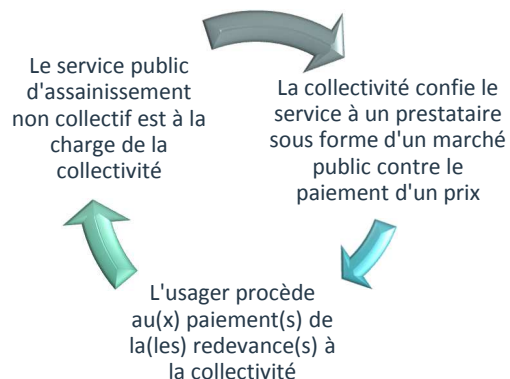 Le service public
d'assainissement
non collectif est à la
charge de la
collectivité
La collectivité confie le
service à un prestataire
sous forme d'un marché
public contre le
paiement d'un prix
L'usager procède
au(x) paiement(s) de
la(les) redevance(s) à
la collectivité